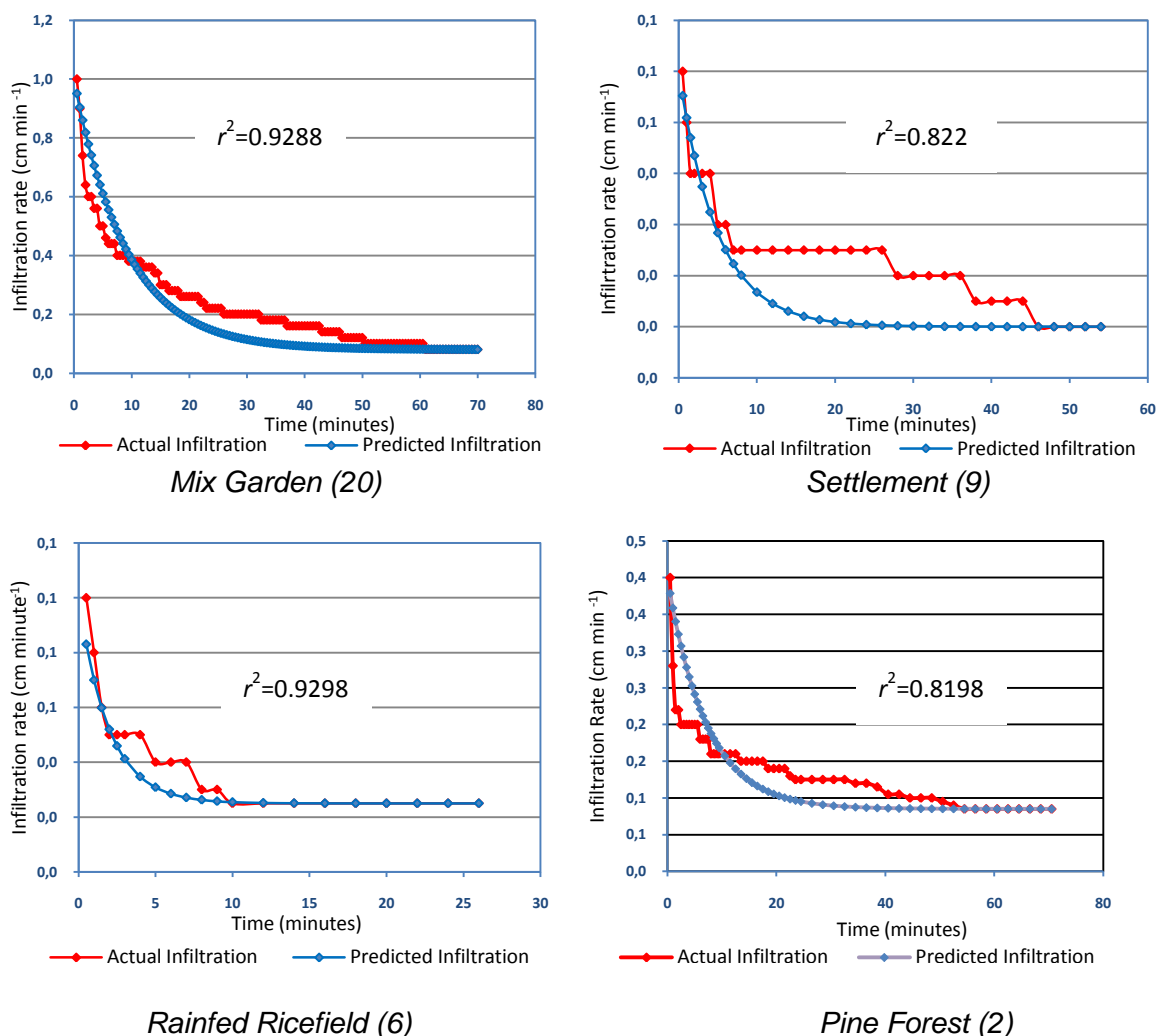 1,2
1,0
0,8
0,6
0,4
0,2
0,0
Infiltration rate (cm min -1)
r2=0.9288
0 10 20 30 40 50 60 70 80
Time (minutes)
Actual Infiltration Predicted Infiltration
Mix Garden (20)
0,1
0,1
0,1
0,0
0,0
0,0
0,0
0,0
Infilrtration rate (cm min -1)
r2=0.822
0 10 20 30 40 50 60
Time (minutes)
Actual Infiltration Predicted Infiltration
Settlement (9)
0,1
0,1
0,1
0,1
0,0
0,0
0,0
Infiltration rate (cm minute-1)
r2=0.9298
0 5 10 15 20 25 30
Time (minutes)
Actual Infiltration Predicted Infiltration
Rainfed Ricefield (6)
0,5
0,4
0,4
0,3
0,3
0,2
0,2
0,1
0,1
0,0
Infiltration Rate (cm min -1)
r2=0.8198
0 20 40 60 80
Time (minutes)
Actual Infiltration Predicted Infiltration
Pine Forest (2)